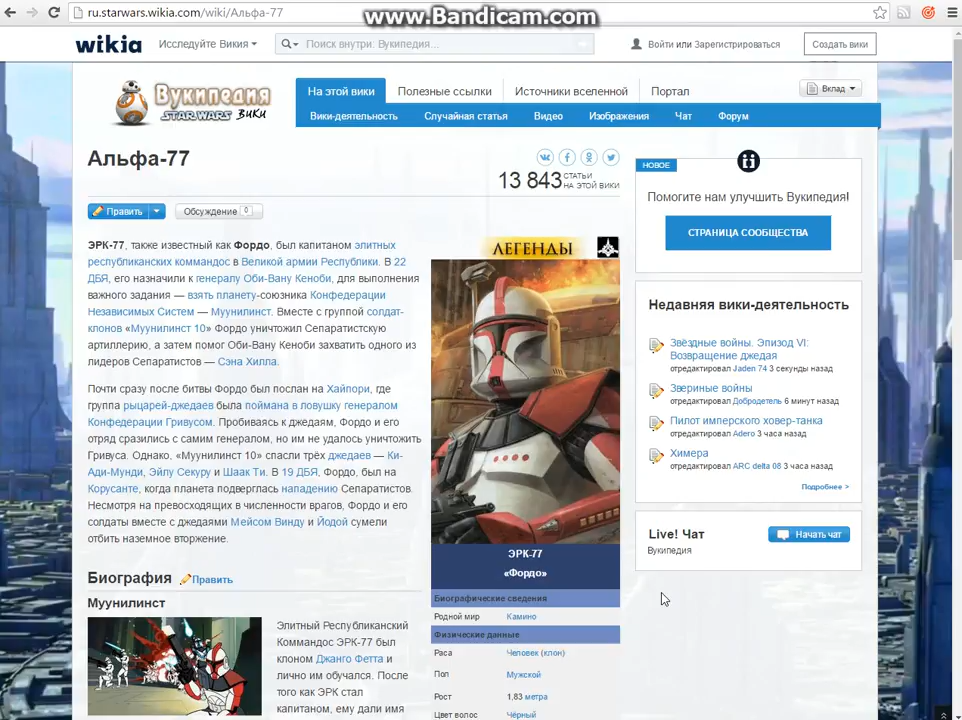 www.Bandicam.com
ru.starwars.wikia.com/wiki/Альфа-77
wikia
Исследуйте Викия
Поиск внутри: Вукипедия...
Войти или Зарегистрироваться
Создать вики
Вукипедия
STAR WARS ВИКИ
На этой вики
Полезные ссылки
Источники вселенной
Портал
Вклад
Вики-деятельность
Случайная статья
Видео
Изображения
Чат
Форум
Альфа-77
13 843 СТАТЬИ
НА ЭТОЙ ВИКИ
Править
Обсуждение 0
ЭРК-77, также известный как Фордо, был капитаном элитных
республиканских коммандос в Великой армии Республики. В 22
ДБЯ, его назначили к генералу Оби-Вану Кеноби, для выполнения
важного задания — взять планету-союзника Конфедерации
Независимых Систем — Муунилинст. Вместе с группой солдат-
клонов «Муунилинст 10» Фордо уничтожил Сепаратистскую
артиллерию, а затем помог Оби-Вану Кеноби захватить одного из
лидеров Сепаратистов — Сэна Хилла.
Почти сразу после битвы Фордо был послан на Хайпори, где
группа рыцарей-джедаев была поймана в ловушку генералом
Конфедерации Гривусом. Пробиваясь к джедаям, Фордо и его
отряд сразились с самим генералом, но им не удалось уничтожить
Гривуса. Однако, «Муунилинст 10» спасли трёх джедаев — Ки-
Ади-Мунди, Эйлу Секуру и Шаак Ти. В 19 ДБЯ, Фордо, был на
Корусанте, когда планета подверглась нападению Сепаратистов.
Несмотря на превосходящих в численности врагов, Фордо и его
солдаты вместе с джедаями Мейсом Винду и Йодой сумели
отбить наземное вторжение.
Биография Править
Муунилинст
Элитный Республиканский
Коммандос ЭРК-77 был
клоном Джанго Фетта и
лично им обучался. После
того как ЭРК стал
капитаном, ему дали имя
ЛЕГЕНДЫ
ЭРК-77
«Фордо»
Биографические сведения
Родной мир Камино
Физические данные
Раса Человек (клон)
Пол Мужской
Рост 1,83 метра
Цвет волос Чёрный
НОВОЕ
Помогите нам улучшить Вукипедия!
СТРАНИЦА СООБЩЕСТВА
Недавняя вики-деятельность
Звёздные войны. Эпизод VI:
Возвращение джедая
отредактировал Jaden 74 3 секунды назад
Звериные войны
отредактировал Добродетель 6 минут назад
Пилот имперского ховер-танка
отредактировал Adero 3 часа назад
Химера
отредактировал ARC delta 08 3 часа назад
Подробнее >
Live! Чат
Вукипедия
Начать чат